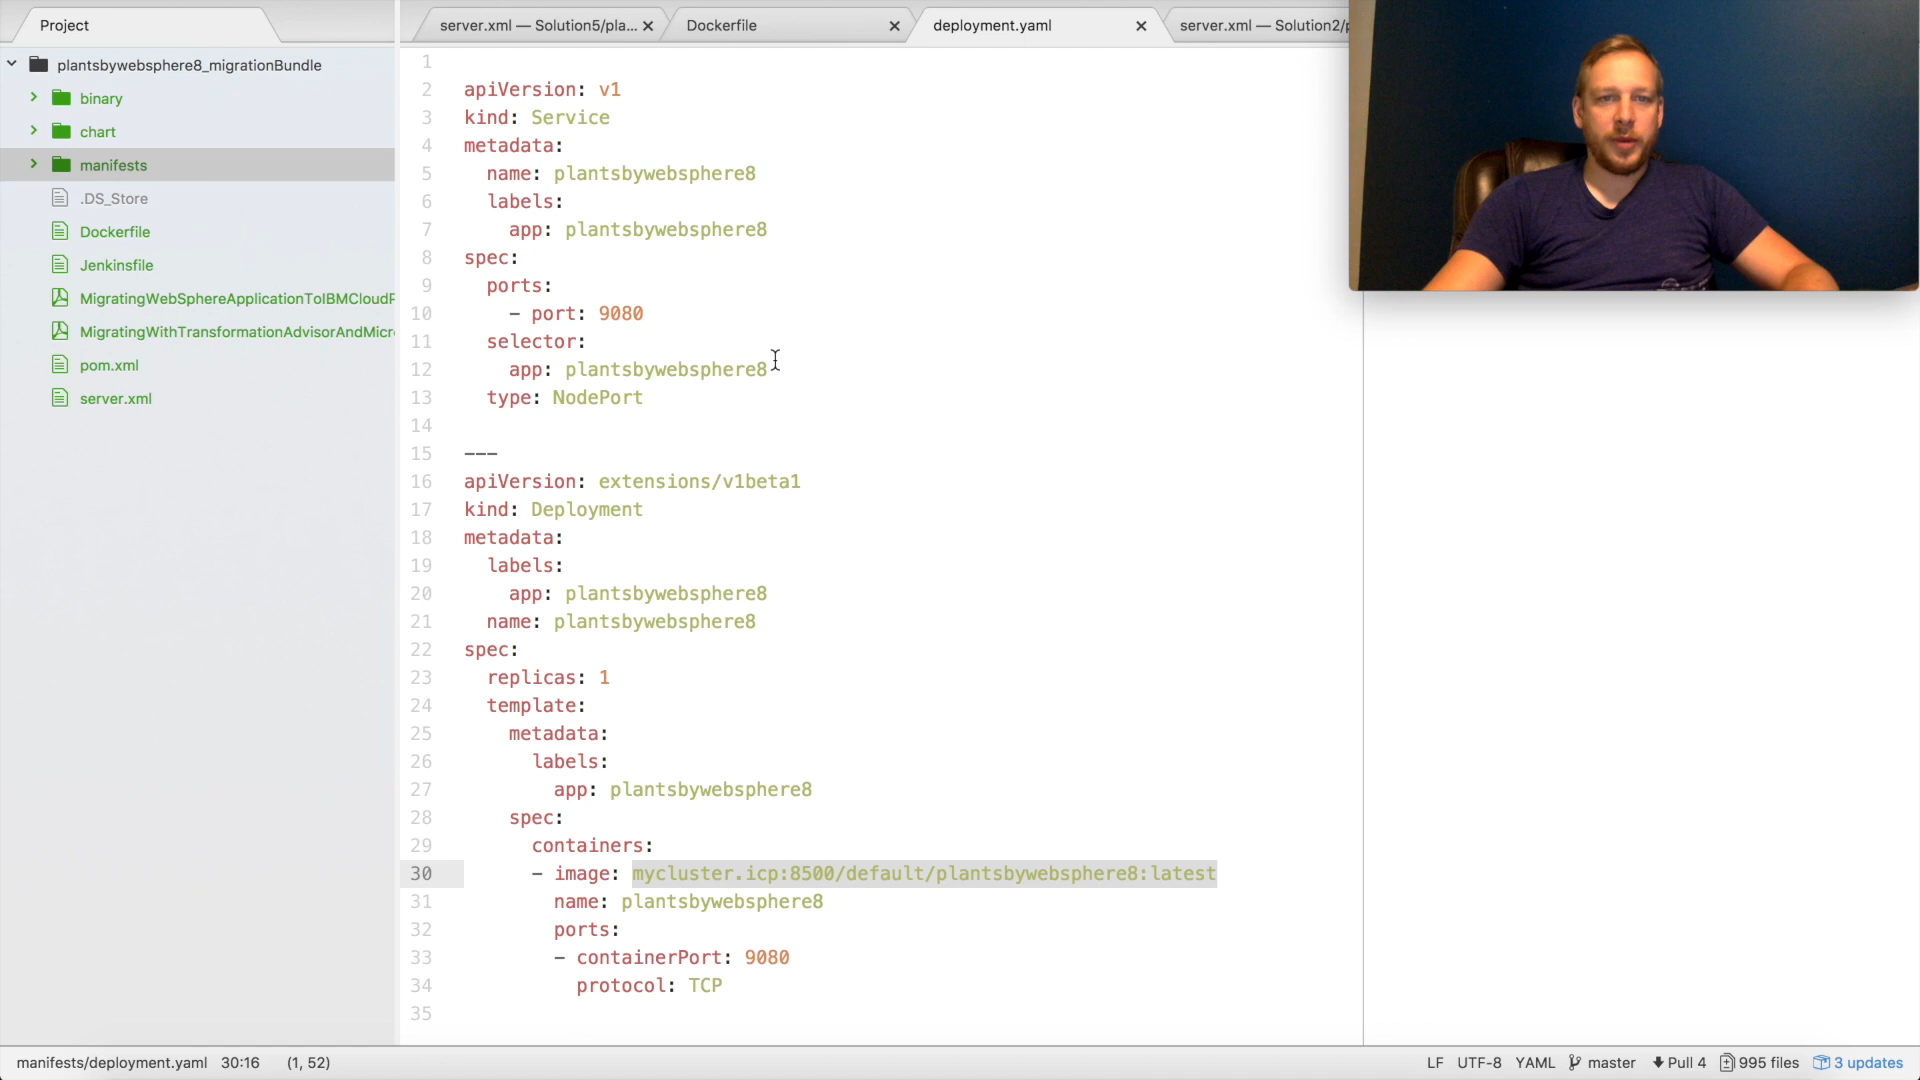 Project
server.xml — Solution5/pla...
Dockerfile
deployment.yaml
server.xml — Solution2/p
plantsbywebsphere8_migrationBundle
binary
chart
manifests
.DS_Store
Dockerfile
Jenkinsfile
MigratingWebSphereApplicationToIBMCloudP
MigratingWithTransformationAdvisorAndMicr
pom.xml
server.xml
1
2 apiVersion: v1
3 kind: Service
4 metadata:
5 name: plantsbywebsphere8
6 labels:
7 app: plantsbywebsphere8
8 spec:
9 ports:
10 - port: 9080
11 selector:
12 app: plantsbywebsphere8
13 type: NodePort
14
15 ---
16 apiVersion: extensions/v1beta1
17 kind: Deployment
18 metadata:
19 labels:
20 app: plantsbywebsphere8
21 name: plantsbywebsphere8
22 spec:
23 replicas: 1
24 template:
25 metadata:
26 labels:
27 app: plantsbywebsphere8
28 spec:
29 containers:
30 - image: mycluster.icp:8500/default/plantsbywebsphere8:latest
31 name: plantsbywebsphere8
32 ports:
33 - containerPort: 9080
34 protocol: TCP
35
manifests/deployment.yaml 30:16 (1, 52)
LF UTF-8 YAML master Pull 4 995 files 3 updates